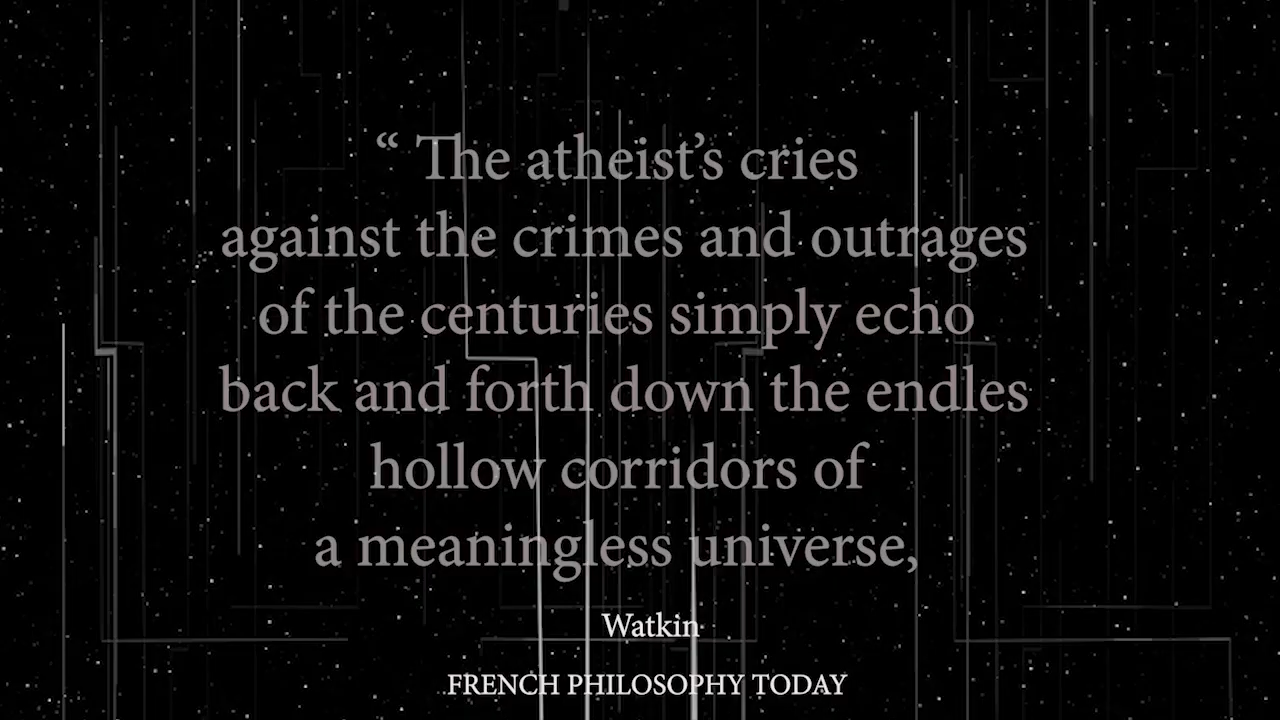 “ The atheist’s cries
against the crimes and outrages
of the centuries simply echo
back and forth down the endles
hollow corridors of
a meaningless universe,
Watkin
FRENCH PHILOSOPHY TODAY